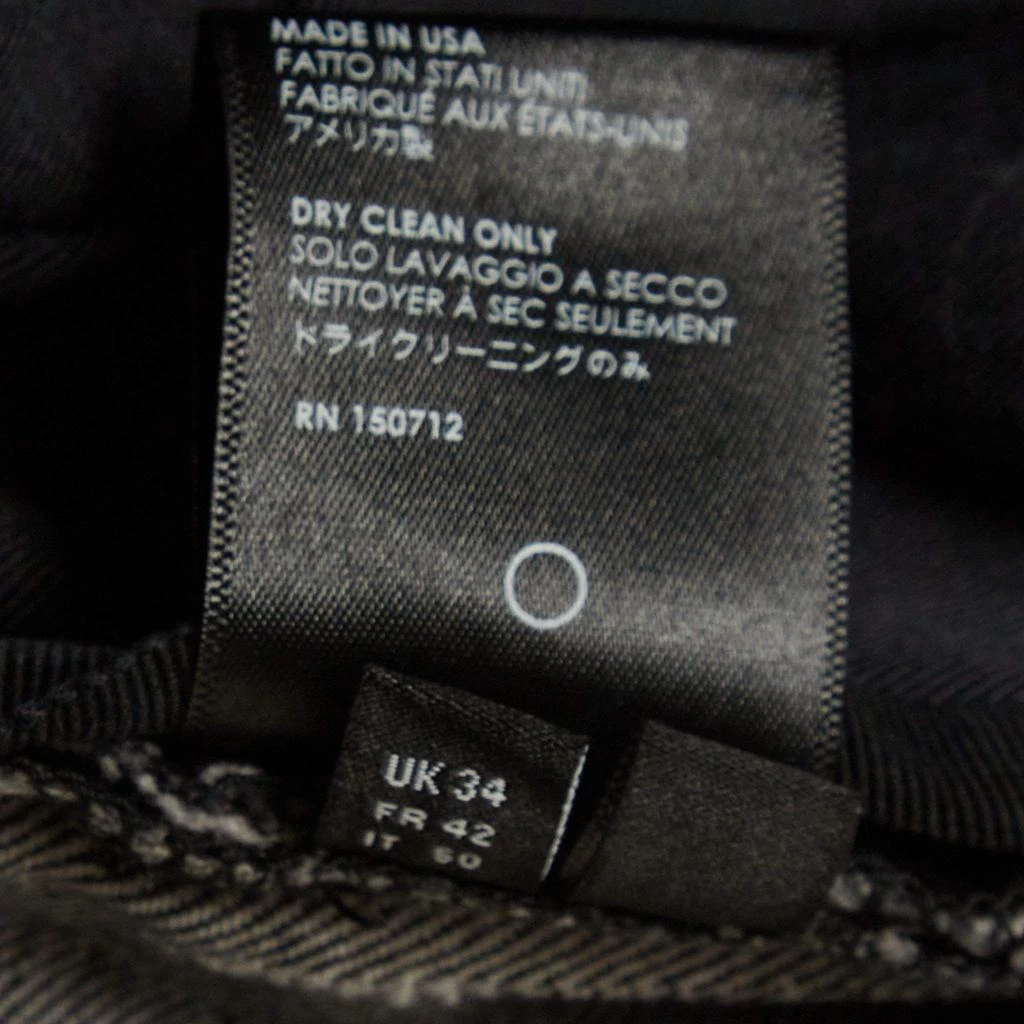 MADE IN USA
FATTO IN STATI UNITI
FABRIQUÉ AUX ÉTATS-UNIS
アメリカ製
DRY CLEAN ONLY
SOLO LAVAGGIO A SECCO
NETTOYER À SEC SEULEMENT
ドライクリーニングのみ
RN 150712
UK 34
FR 42
IT 50